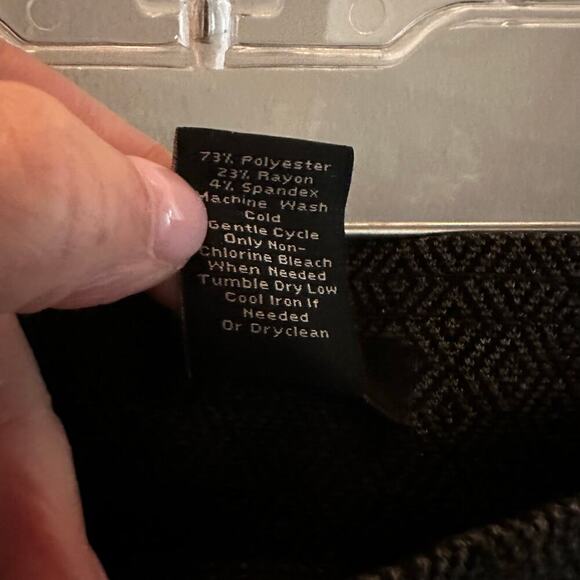 73% Polyester
23% Rayon
4% Spandex
Machine Wash
Cold
Gentle Cycle
Only Non-
Chlorine Bleach
When Needed
Tumble Dry Low
Cool Iron If
Needed
Or Dryclean